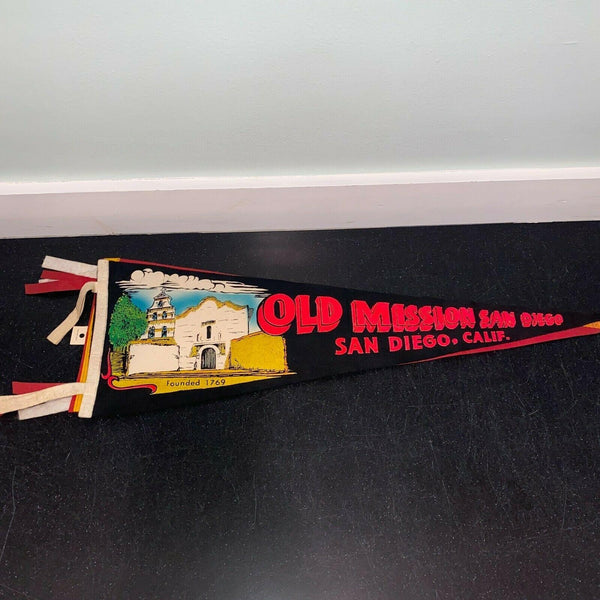 OLD MISSION SAN DIEGO
SAN DIEGO. CALIF.
Founded 1769